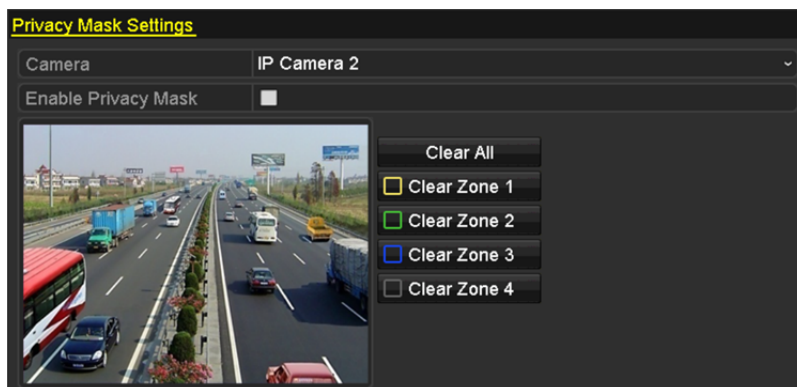 Privacy Mask Settings
Camera IP Camera 2
Enable Privacy Mask
Clear All
Clear Zone 1
Clear Zone 2
Clear Zone 3
Clear Zone 4